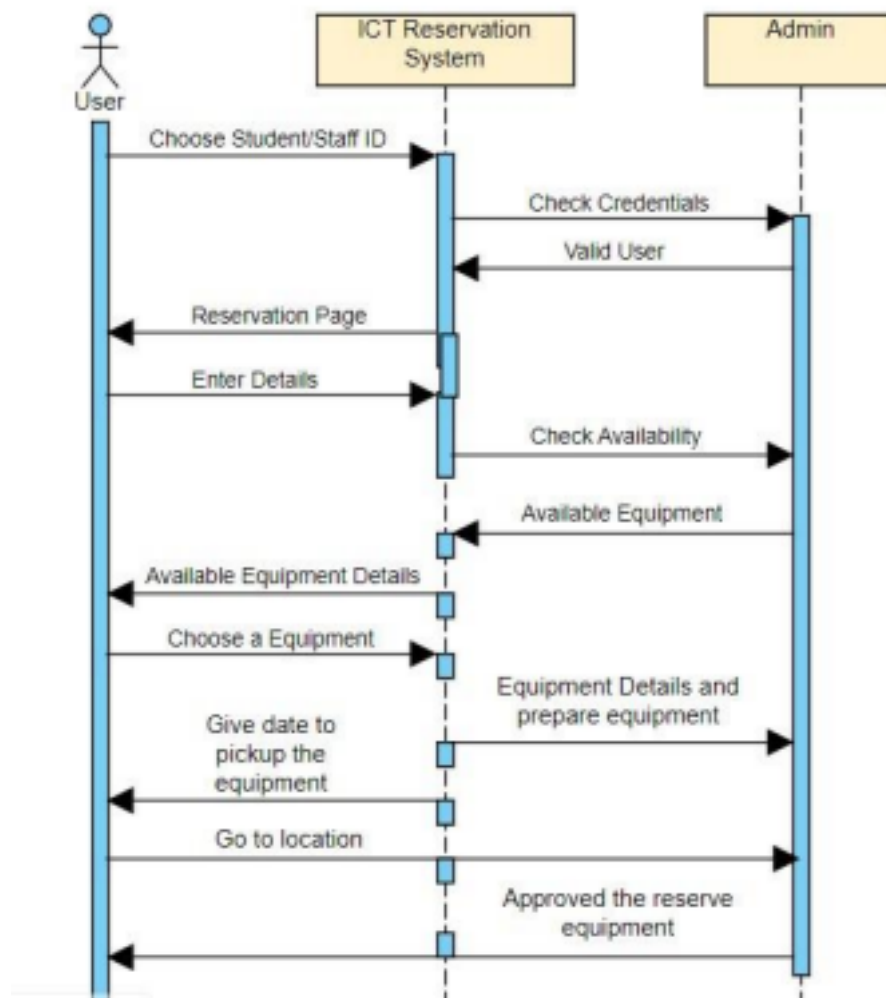 ICT Reservation
System
Admin
User
Choose Student/Staff ID
Check Credentials
Valid User
Reservation Page
Enter Details
Check Availability
Available Equipment
Available Equipment Details
Choose a Equipment
Equipment Details and
prepare equipment
Give date to
pickup the
equipment
Go to location
Approved the reserve
equipment